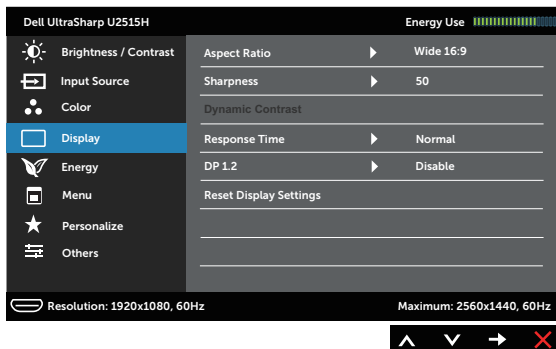 Dell UltraSharp U2515H Energy Use
Brightness / Contrast Aspect Ratio Wide 16:9
Input Source Sharpness 50
Color Dynamic Contrast
Display Response Time Normal
Energy DP 1.2 Disable
Menu Reset Display Settings
Personalize
Others
Resolution: 1920x1080, 60Hz Maximum: 2560x1440, 60Hz